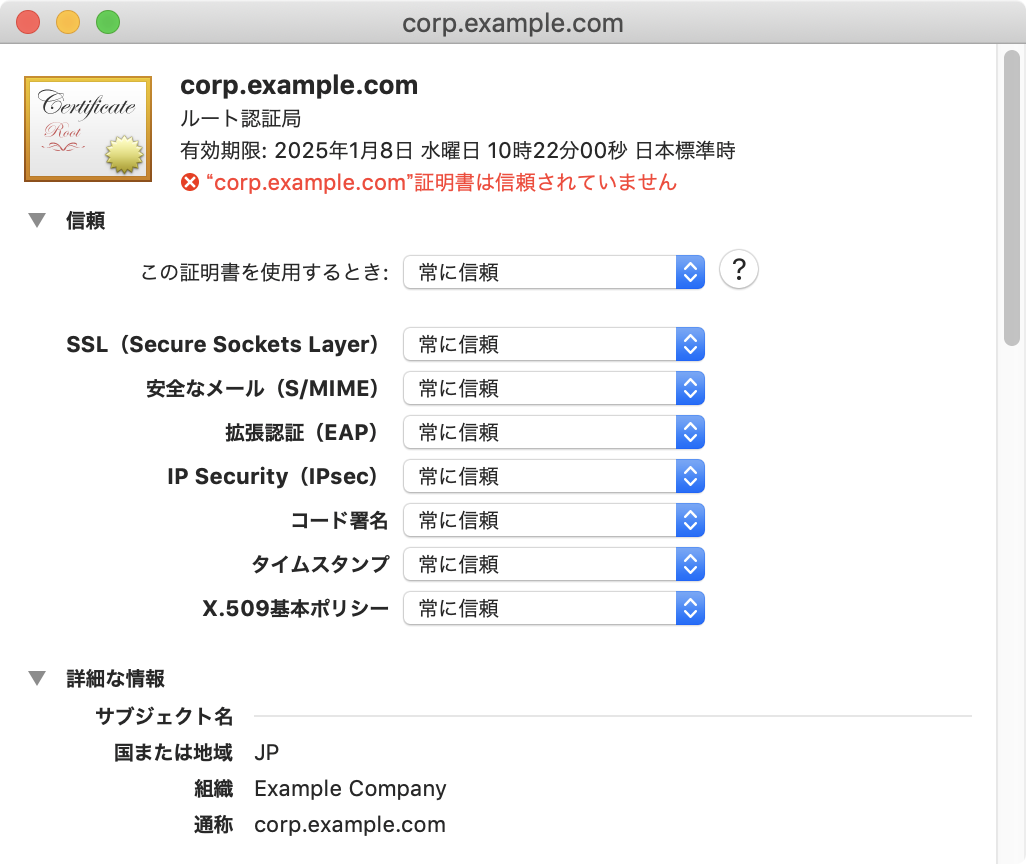 corp.example.com
Certificate
Root
corp.example.com
ルート認証局
有効期限: 2025年1月8日 水曜日 10時22分00秒 日本標準時
“corp.example.com”証明書は信頼されていません
信頼
この証明書を使用するとき: 常に信頼 ?
SSL（Secure Sockets Layer） 常に信頼
安全なメール（S/MIME） 常に信頼
拡張認証（EAP） 常に信頼
IP Security（IPsec） 常に信頼
コード署名 常に信頼
タイムスタンプ 常に信頼
X.509基本ポリシー 常に信頼
詳細な情報
サブジェクト名
国または地域 JP
組織 Example Company
通称 corp.example.com